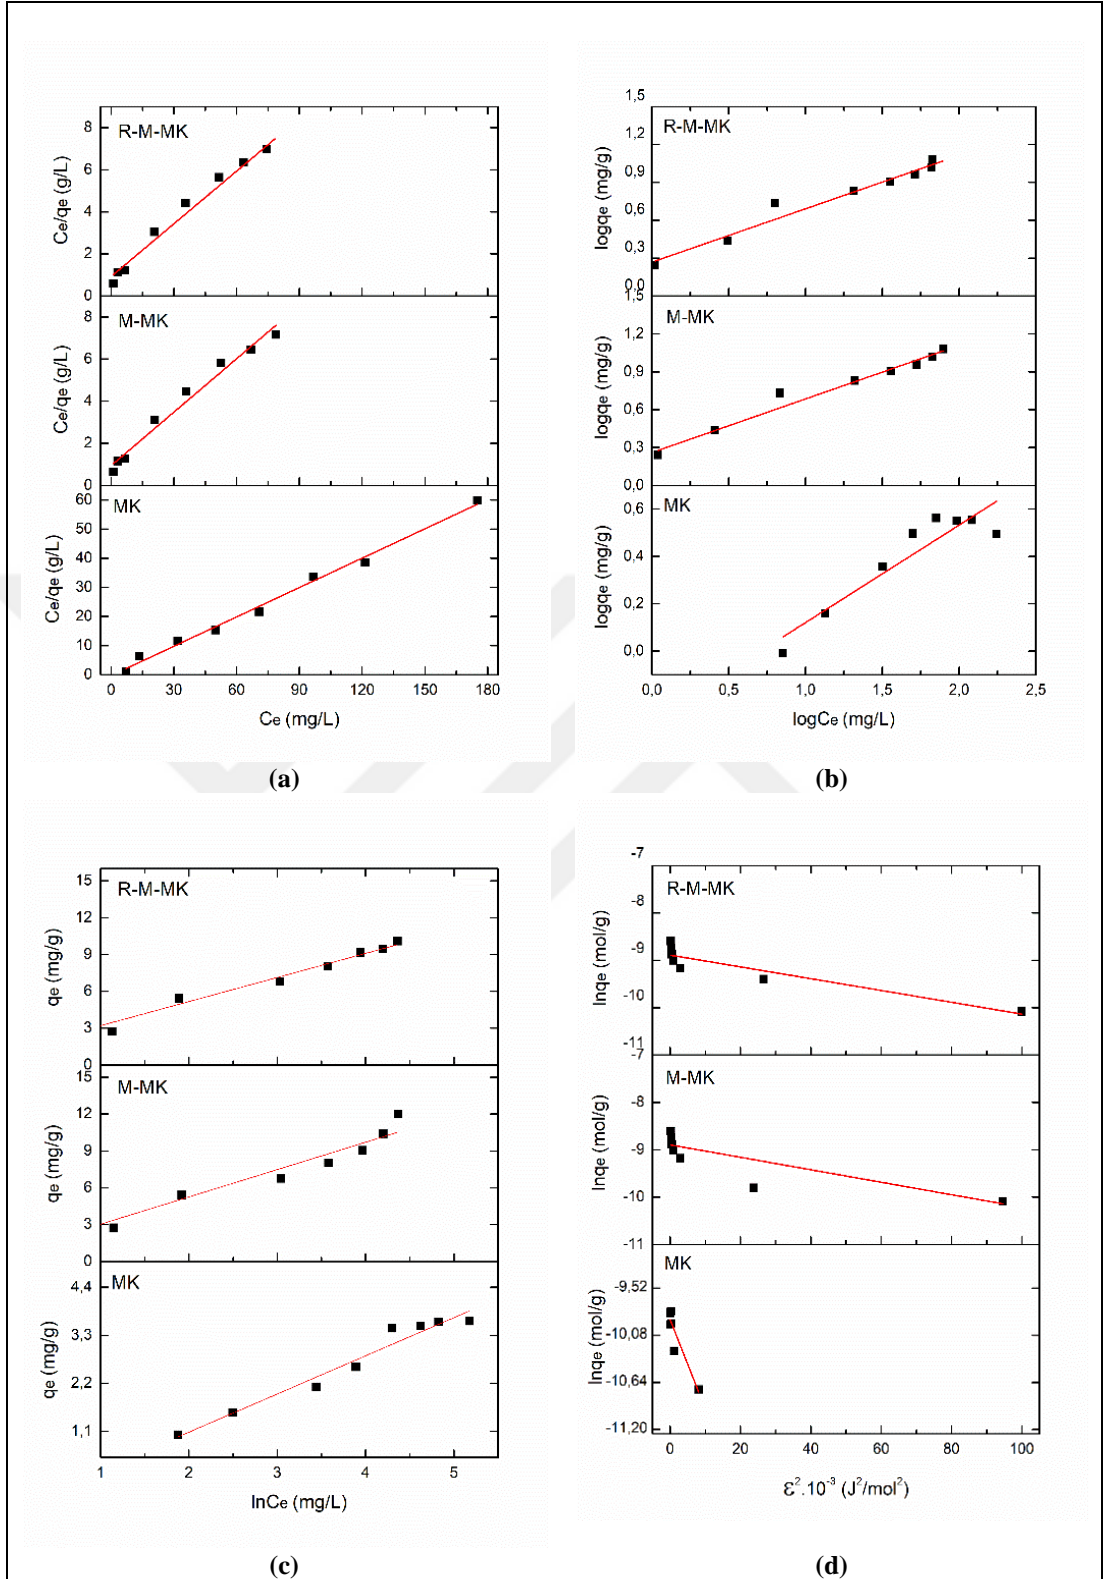 R-M-MK
Ce/qe (g/L)
8
6
4
2
0
M-MK
Ce/qe (g/L)
8
6
4
2
0
MK
Ce/qe (g/L)
60
50
40
30
20
10
0
0 30 60 90 120 150 180
Ce (mg/L)
(a)
R-M-MK
logqe (mg/g)
1,5
1,2
0,9
0,6
0,3
0,0
M-MK
logqe (mg/g)
1,5
1,2
0,9
0,6
0,3
0,0
MK
logqe (mg/g)
0,6
0,4
0,2
0,0
0,0 0,5 1,0 1,5 2,0 2,5
logCe (mg/L)
(b)
R-M-MK
qe (mg/g)
15
12
9
6
3
0
M-MK
qe (mg/g)
15
12
9
6
3
0
MK
qe (mg/g)
4,4
3,3
2,2
1,1
1 2 3 4 5
lnCe (mg/L)
(c)
R-M-MK
lnqe (mol/g)
-7
-8
-9
-10
-11
M-MK
lnqe (mol/g)
-7
-8
-9
-10
-11
MK
lnqe (mol/g)
-9,52
-10,08
-10,64
-11,20
0 20 40 60 80 100
ε².10⁻³ (J²/mol²)
(d)